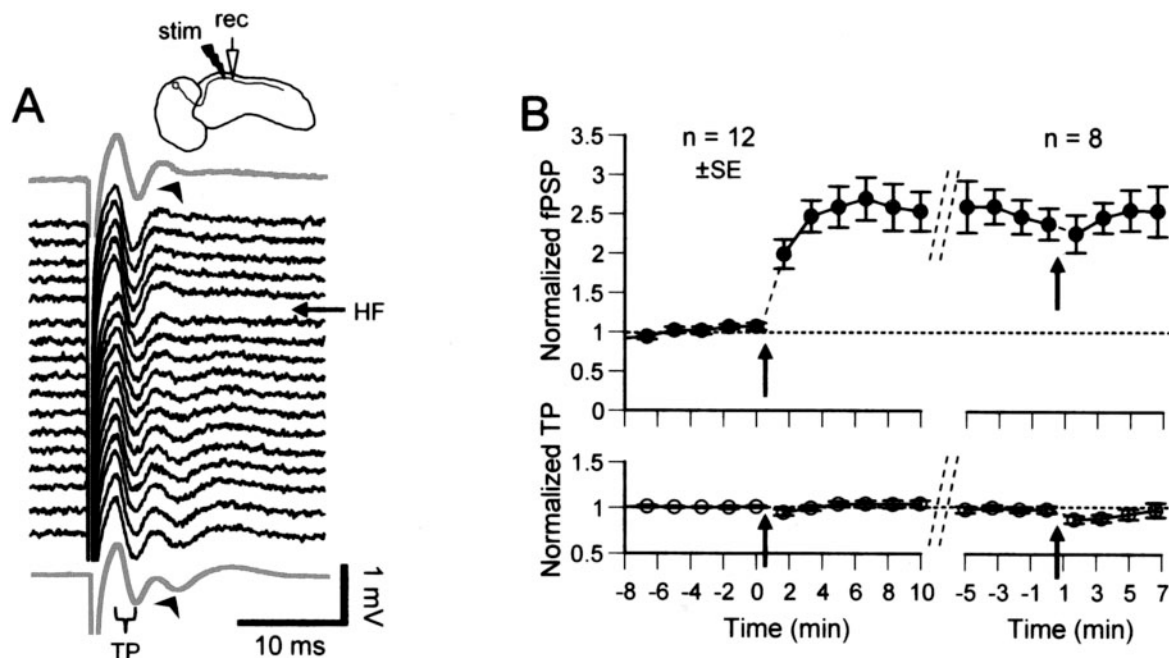 stim
rec
A
HF
TP
10 ms
1 mV
B
Normalized fPSP
3.5
3
2.5
2
1.5
1
0.5
0
n = 12
±SE
n = 8
Normalized TP
1.5
1
0.5
-8 -6 -4 -2 0 2 4 6 8 10
-5 -3 -1 1 3 5 7
Time (min)
Time (min)